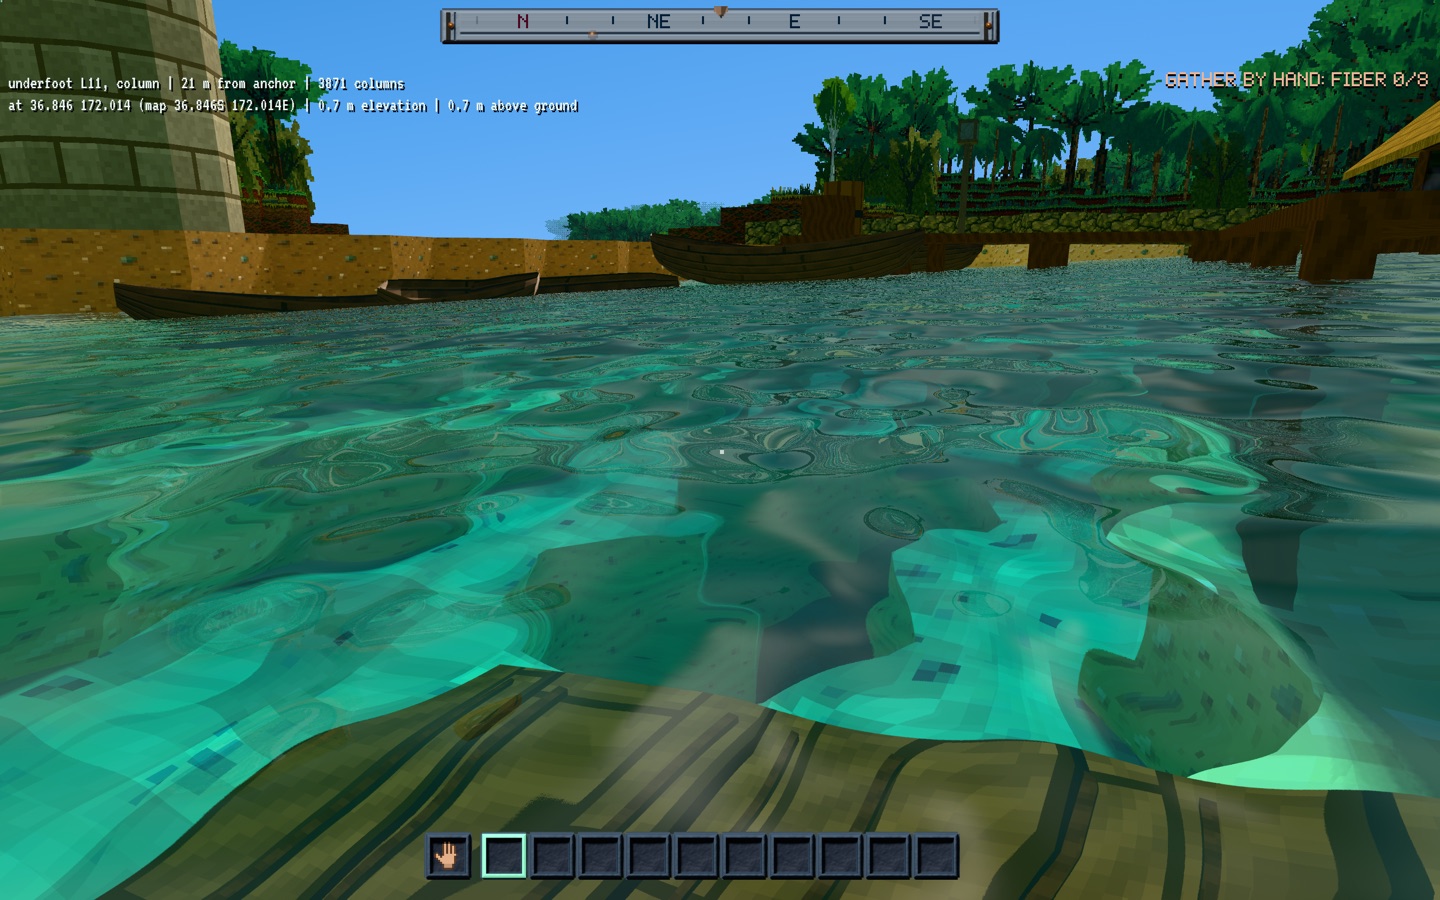 N NE E SE
underfoot L11, column | 21 m from anchor | 3871 columns
GATHER BY HAND: FIBER 0/8
at 36.846 172.014 (map 36.846S 172.014E) | 0.7 m elevation | 0.7 m above ground